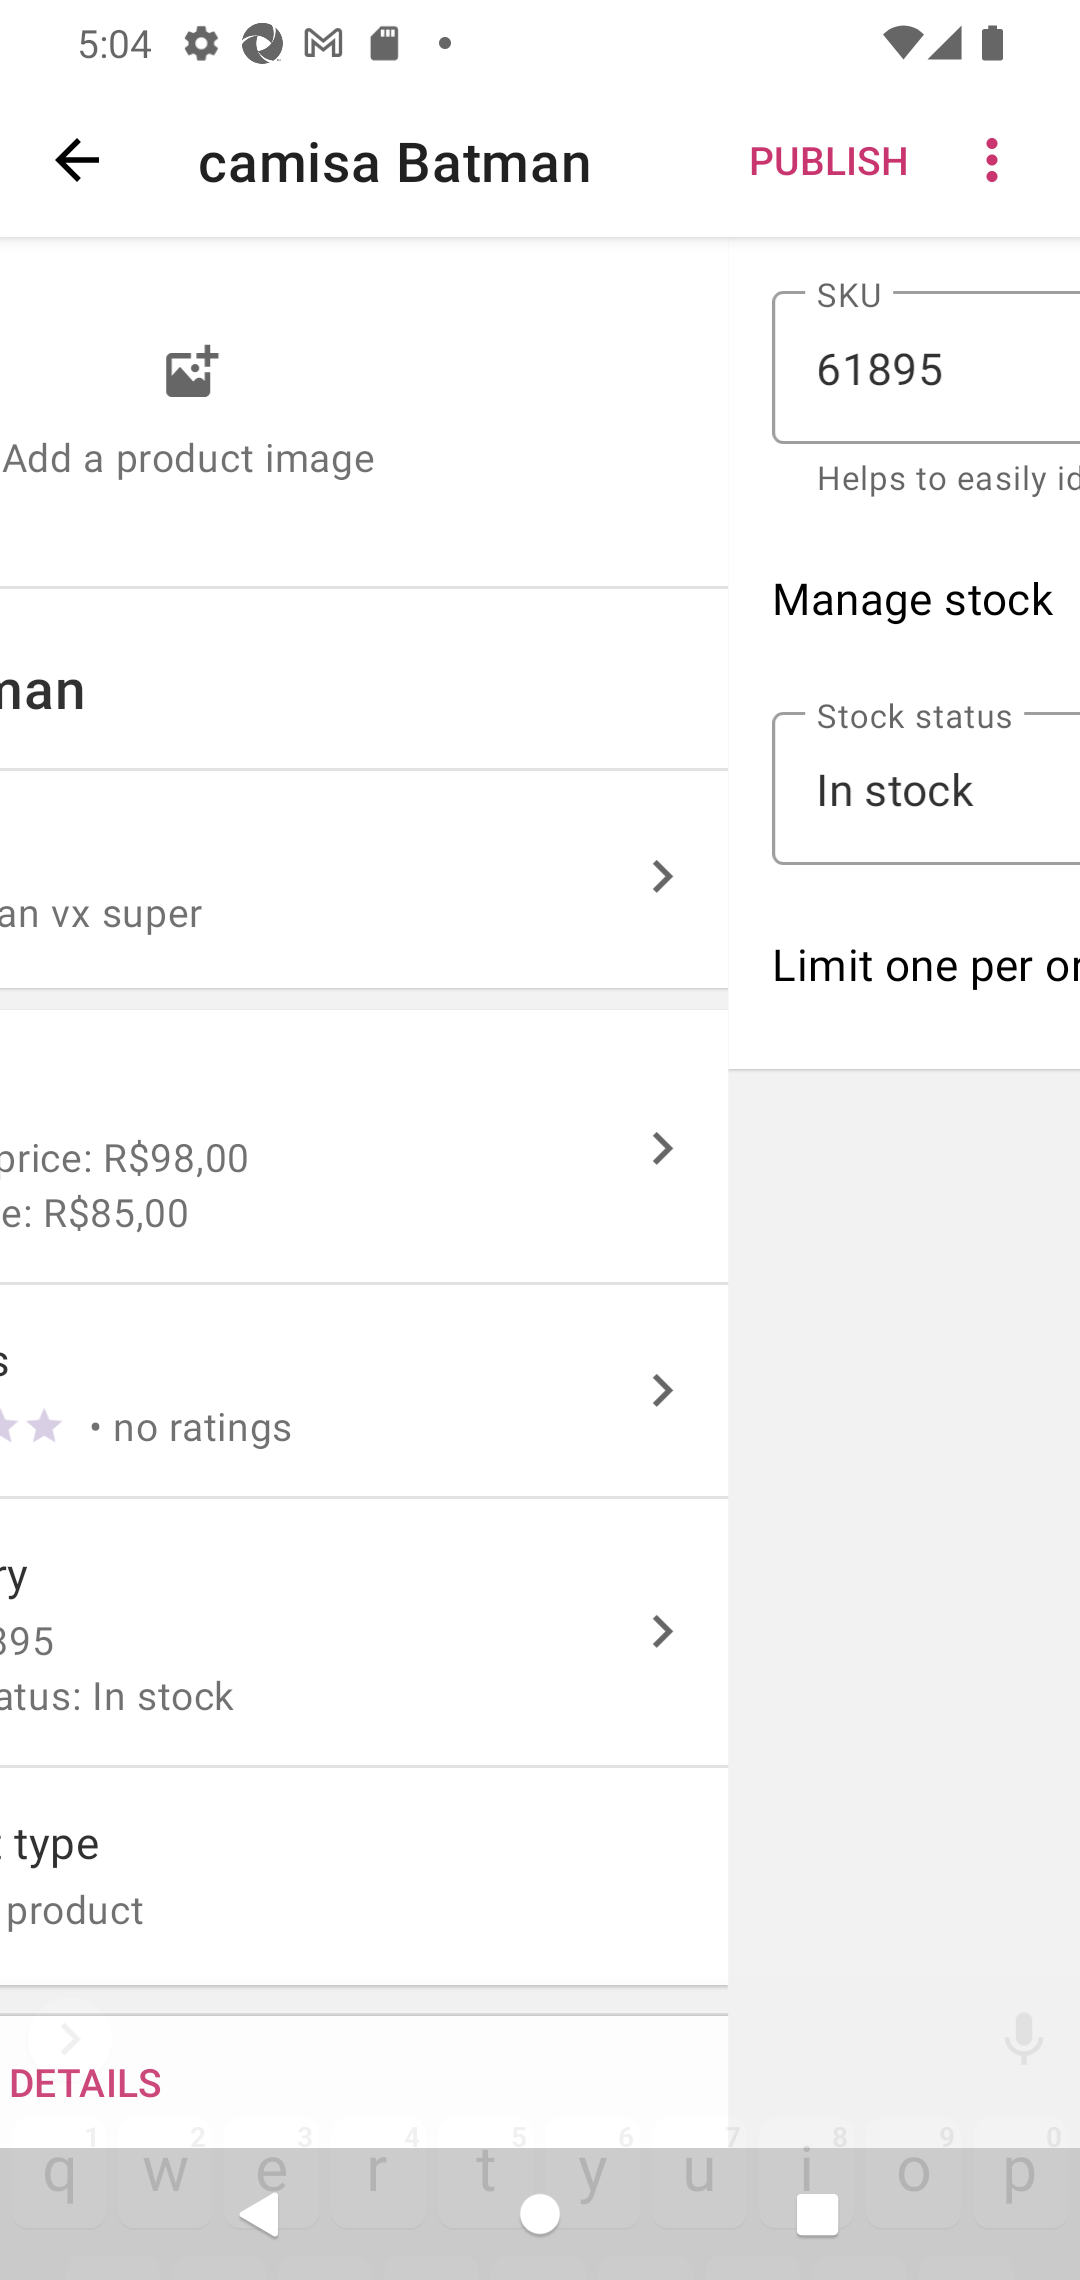 5:04
camisa Batman
PUBLISH
Add a product image
man
an vx super
price: R$98,00
e: R$85,00
s
• no ratings
ry
895
atus: In stock
t type
product
DETAILS
SKU
61895
Helps to easily id
Manage stock
Stock status
In stock
Limit one per or
1 2 3 4 5 6 7 8 9 0
q w e r t y u i o p